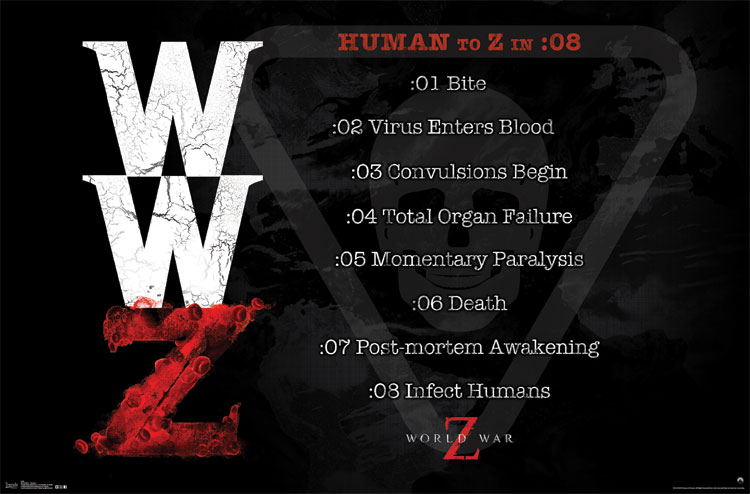 W
W
Z
HUMAN TO Z IN :08
:01 Bite
:02 Virus Enters Blood
:03 Convulsions Begin
:04 Total Organ Failure
:05 Momentary Paralysis
:06 Death
:07 Post-mortem Awakening
:08 Infect Humans
WORLD WAR
Z